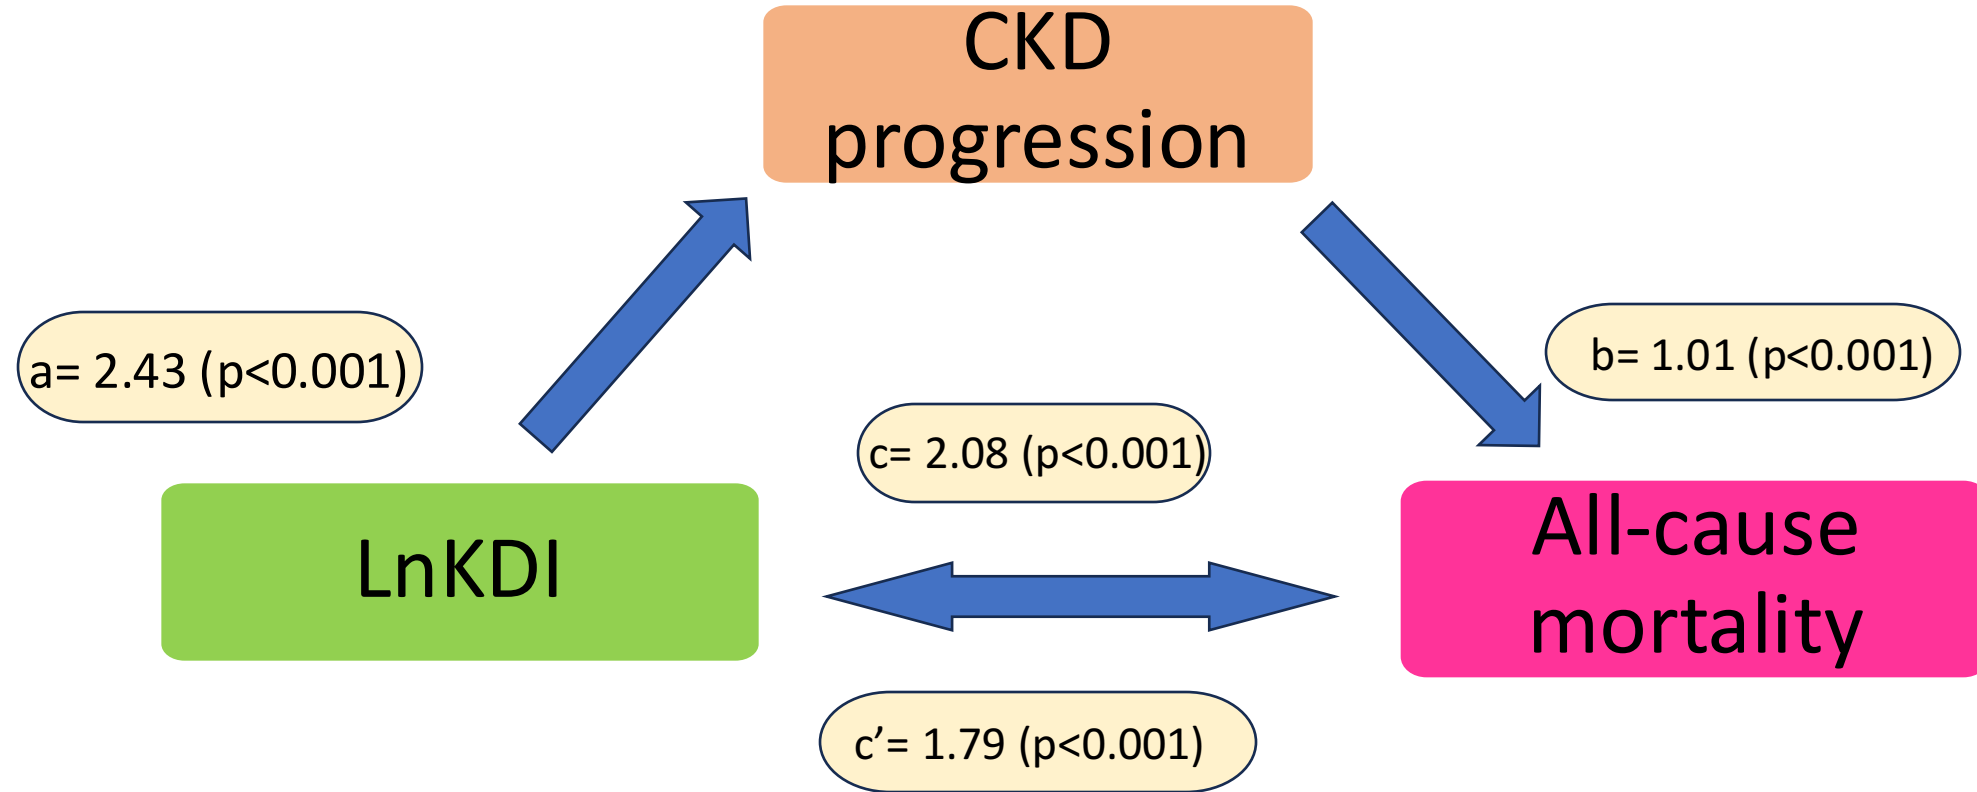 CKD
progression
a= 2.43 (p<0.001)
b= 1.01 (p<0.001)
c= 2.08 (p<0.001)
LnKDI
All-cause
mortality
c’= 1.79 (p<0.001)